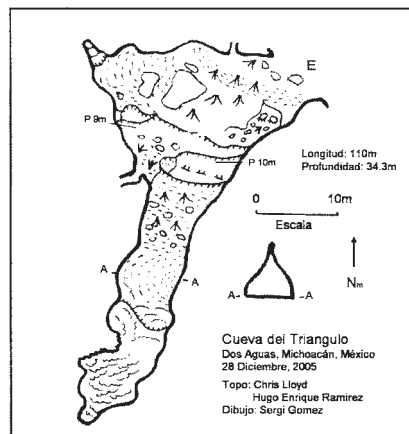 E
P 9m
P 10m
Longitud: 110m
Profundidad: 34.3m
0 10m
Escala
Nm
A
A
A
A
Cueva del Triangulo
Dos Aguas, Michoacán, México
28 Diciembre, 2005
Topo: Chris Lloyd
Hugo Enrique Ramirez
Dibujo: Sergi Gomez